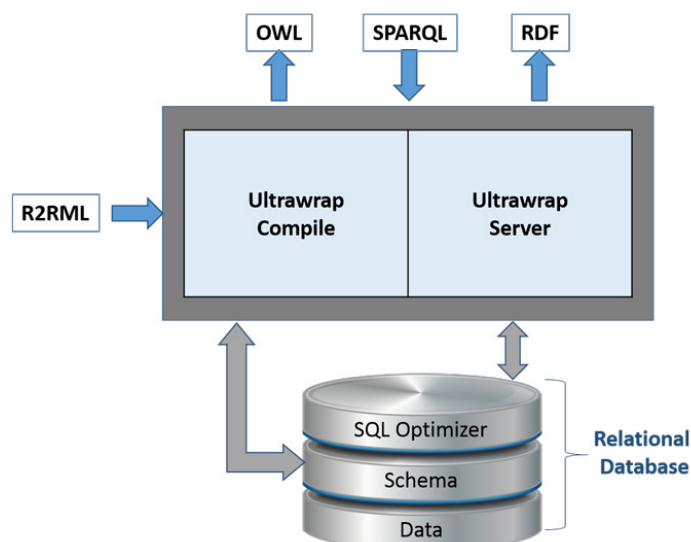 OWL
SPARQL
RDF
R2RML
Ultrawrap
Compile
Ultrawrap
Server
SQL Optimizer
Schema
Data
Relational
Database